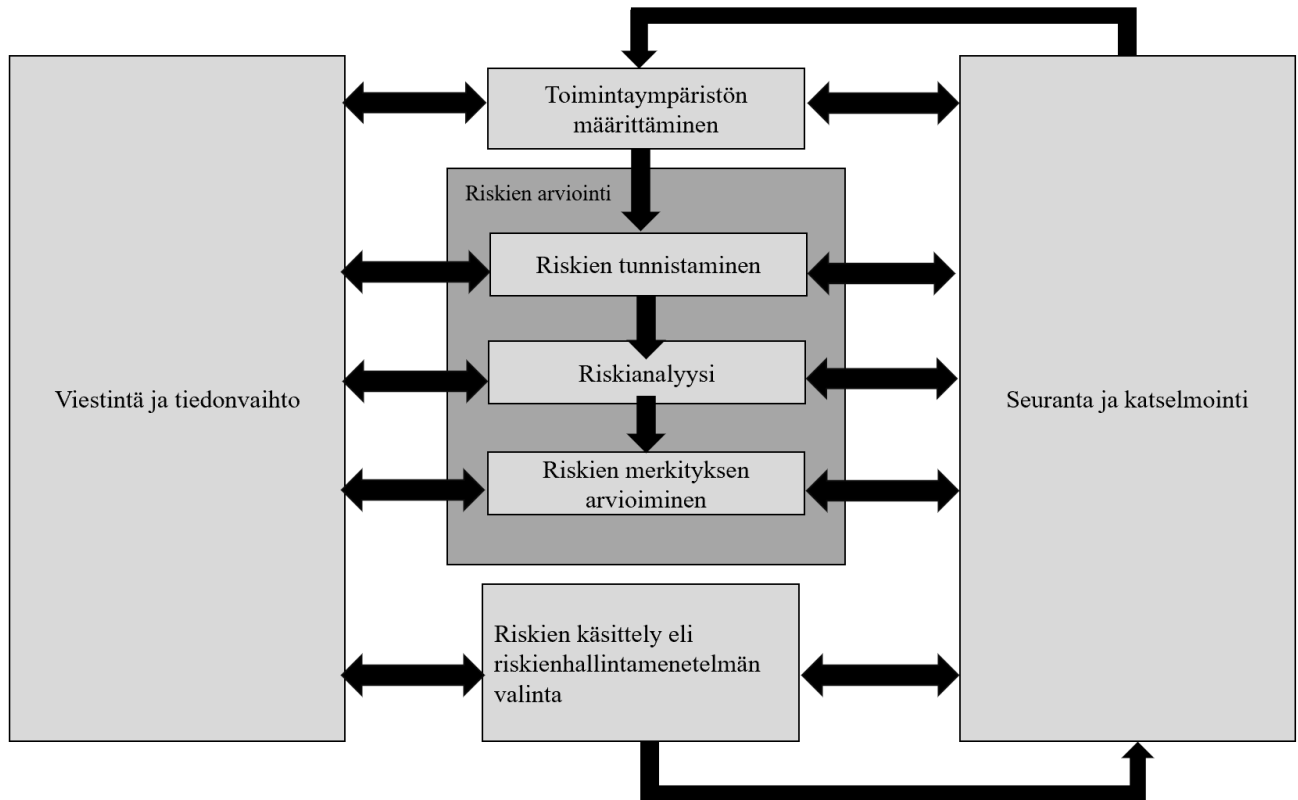 Toimintaympäristön
määrittäminen
Riskien arviointi
Riskien tunnistaminen
Riskianalyysi
Viestintä ja tiedonvaihto
Seuranta ja katselmointi
Riskien merkityksen
arvioiminen
Riskien käsittely eli
riskienhallintamenetelmän
valinta